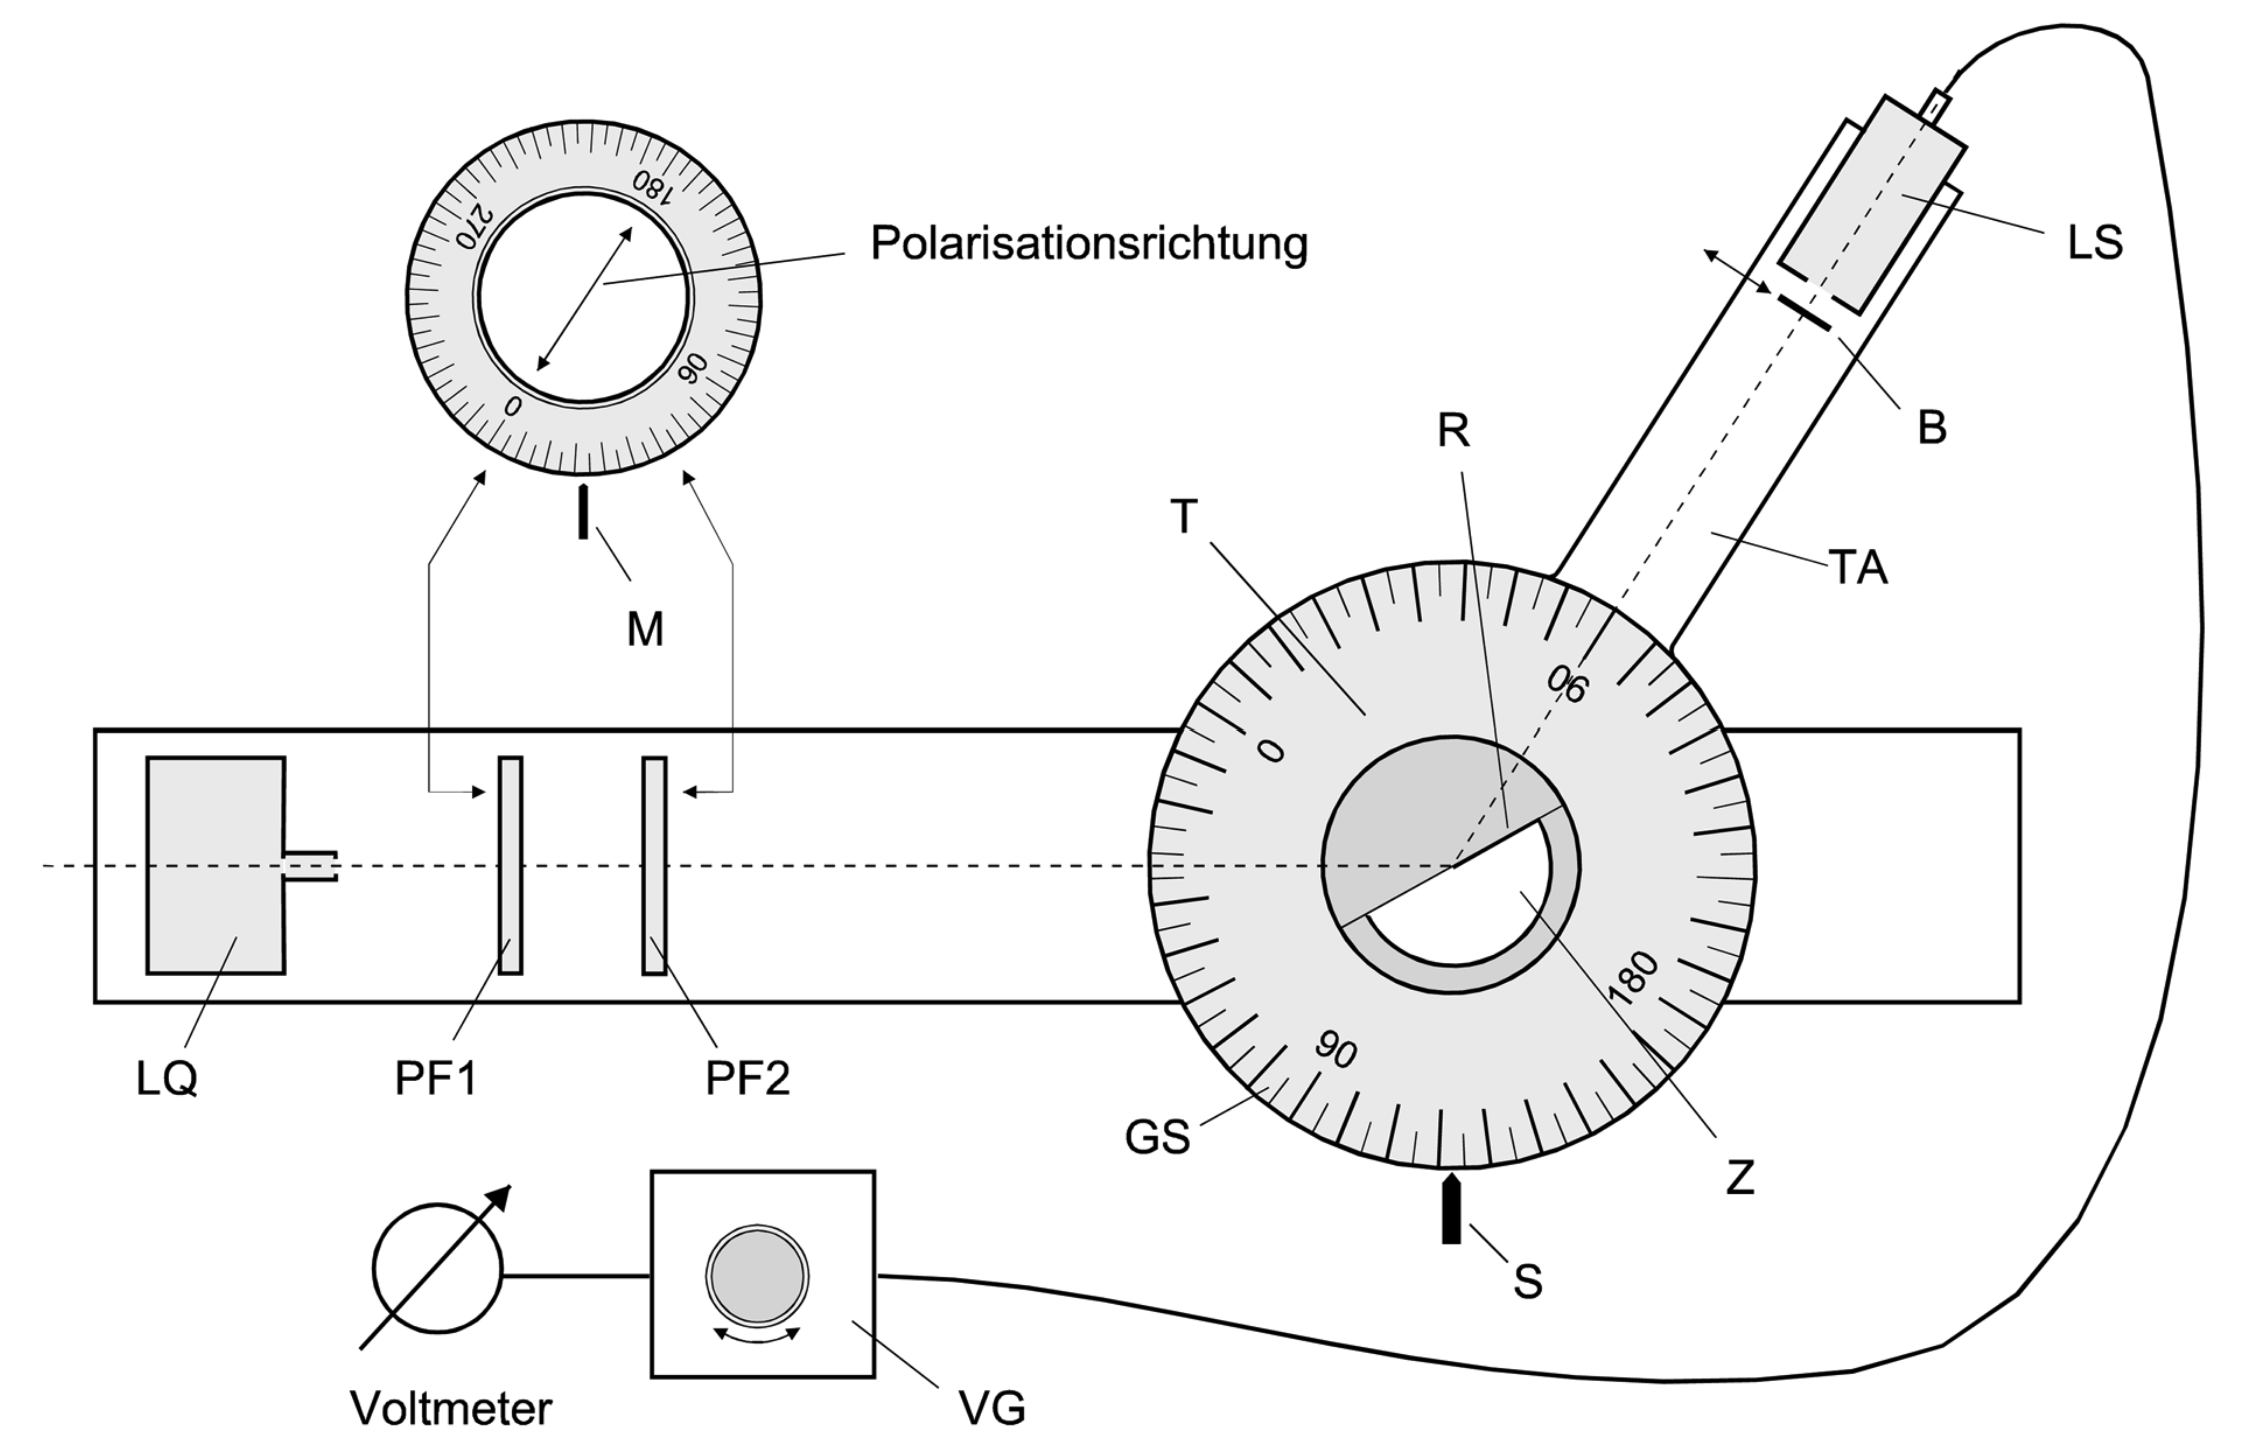 180
270
Polarisationsrichtung
90
0
M
LS
B
R
T
TA
90
0
180
90
LQ
PF1
PF2
GS
Z
S
Voltmeter
VG